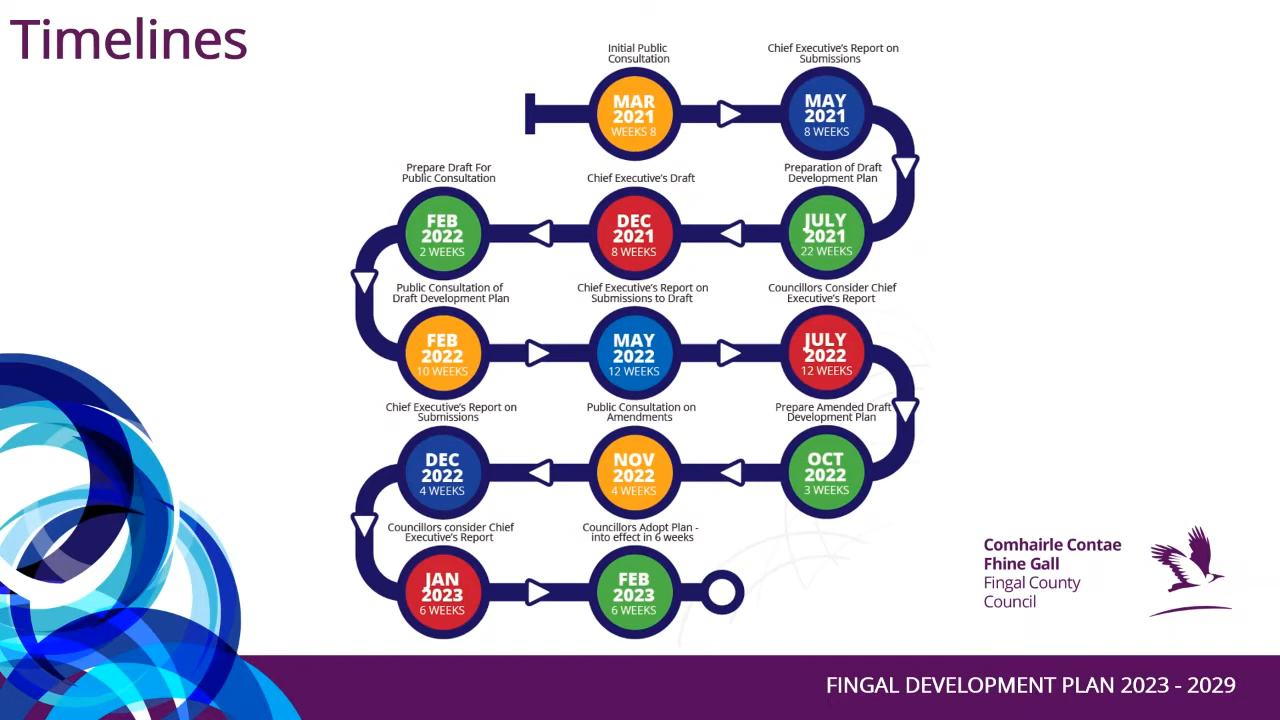 Timelines
Initial Public
Consultation
MAR
2021
WEEKS 8
Chief Executive's Report on
Submissions
MAY
2021
8 WEEKS
Preparation of Draft
Development Plan
JULY
2021
22 WEEKS
Chief Executive's Draft
DEC
2021
8 WEEKS
Prepare Draft For
Public Consultation
FEB
2022
2 WEEKS
Public Consultation of
Draft Development Plan
FEB
2022
10 WEEKS
Chief Executive's Report on
Submissions to Draft
MAY
2022
12 WEEKS
Councillors Consider Chief
Executive's Report
JULY
2022
12 WEEKS
Prepare Amended Draft
Development Plan
OCT
2022
3 WEEKS
Public Consultation on
Amendments
NOV
2022
4 WEEKS
Chief Executive's Report on
Submissions
DEC
2022
4 WEEKS
Councillors consider Chief
Executive's Report
JAN
2023
6 WEEKS
Councillors Adopt Plan -
into effect in 6 weeks
FEB
2023
6 WEEKS
Comhairle Contae
Fhine Gall
Fingal County
Council
FINGAL DEVELOPMENT PLAN 2023 - 2029